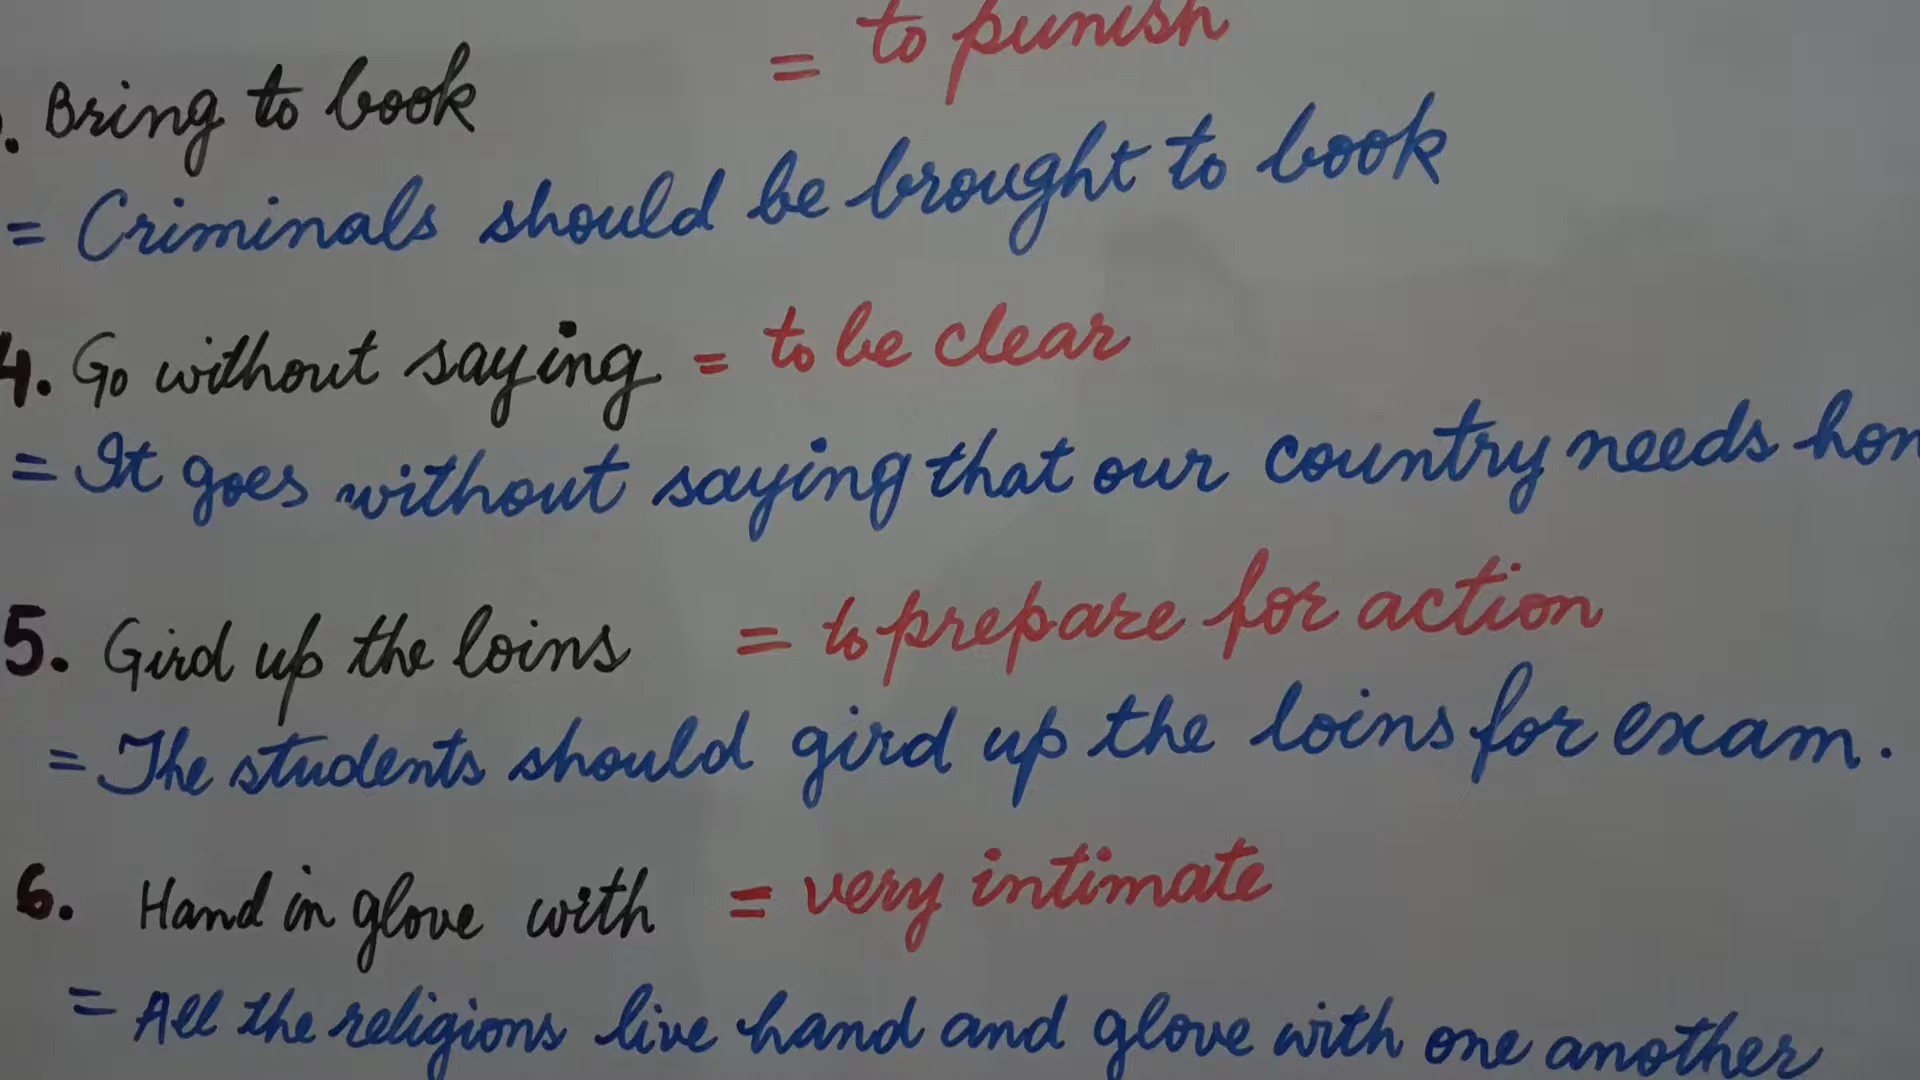 . Bring to book = to punish
= Criminals should be brought to book
4. Go without saying = to be clear
= It goes without saying that our country needs
5. Gird up the loins = to prepare for action
= The students should gird up the loins for exam.
6. Hand in glove with = very intimate
= All the religions live hand and glove with one another